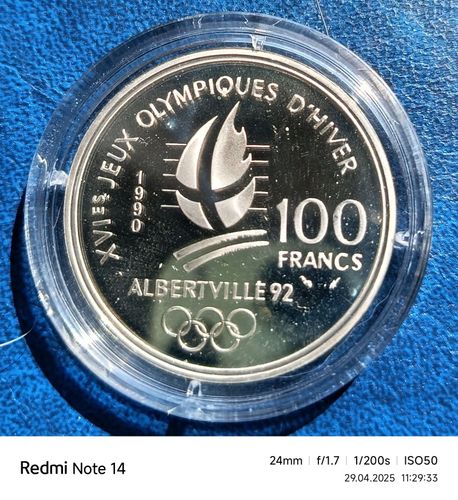 XVIES JEUX OLYMPIQUES D'HIVER
1990
100
FRANCS
ALBERTVILLE 92
Redmi Note 14
24mm | f/1.7 | 1/200s | ISO50
29.04.2025 11:29:33